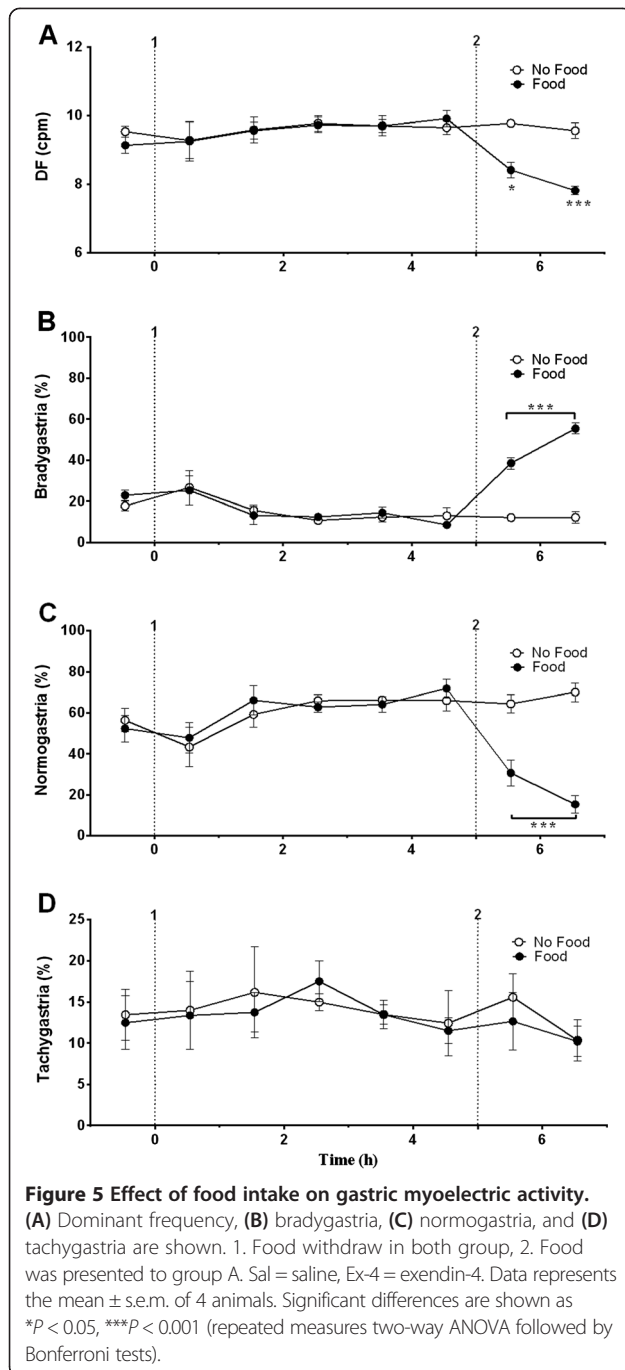 A
1
2
12
10
8
6
DF (cpm)
No Food
Food
*
***
0
2
4
6
B
1
2
100
80
60
40
20
0
Bradygastria (%)
No Food
Food
***
0
2
4
6
C
1
2
100
80
60
40
20
0
Normogastria (%)
No Food
Food
***
0
2
4
6
D
1
2
25
20
15
10
5
0
Tachygastria (%)
No Food
Food
0
2
4
6
Time (h)
Figure 5 Effect of food intake on gastric myoelectric activity.
(A) Dominant frequency, (B) bradygastria, (C) normogastria, and (D)
tachygastria are shown. 1. Food withdraw in both group, 2. Food
was presented to group A. Sal = saline, Ex-4 = exendin-4. Data represents
the mean ± s.e.m. of 4 animals. Significant differences are shown as
*P < 0.05, ***P < 0.001 (repeated measures two-way ANOVA followed by
Bonferroni tests).